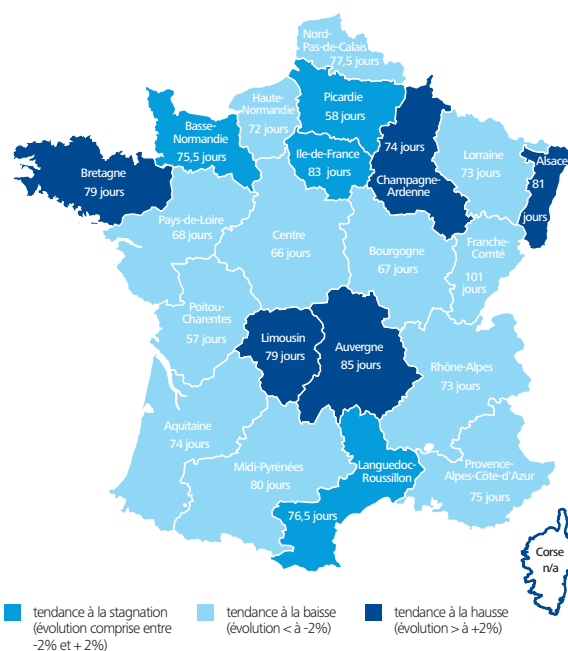 Nord-
Pas-de-Calais
77,5 jours
Picardie
58 jours
Haute-
Normandie
72 jours
Basse-
Normandie
75,5 jours
Ile-de-France
83 jours
74 jours
Champagne-
Ardenne
Lorraine
73 jours
Alsace
81
jours
Bretagne
79 jours
Pays-de-Loire
68 jours
Centre
66 jours
Bourgogne
67 jours
Franche-
Comté
101
jours
Poitou-
Charentes
57 jours
Limousin
79 jours
Auvergne
85 jours
Rhône-Alpes
73 jours
Aquitaine
74 jours
Midi-Pyrénées
80 jours
Languedoc-
Roussillon
76,5 jours
Provence-
Alpes-Côte-d'Azur
75 jours
Corse
n/a
tendance à la stagnation
(évolution comprise entre
-2% et + 2%)
tendance à la baisse
(évolution < à -2%)
tendance à la hausse
(évolution > à +2%)